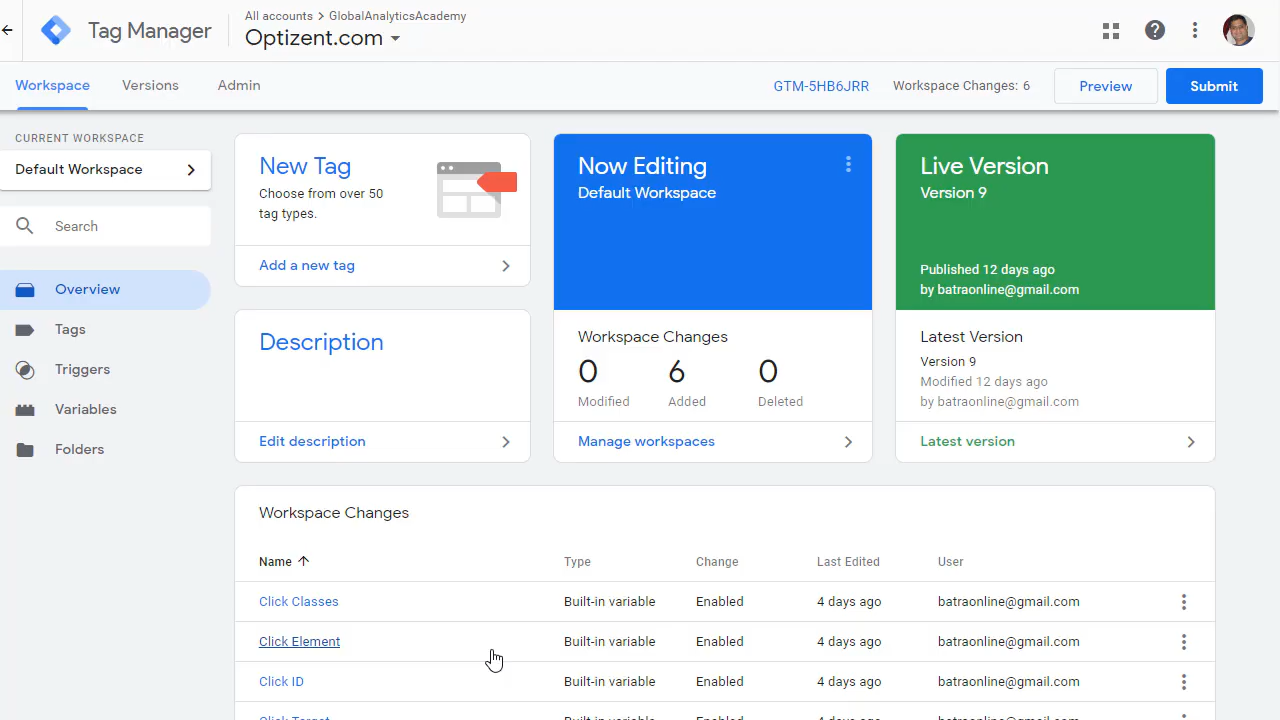 Tag Manager
All accounts > GlobalAnalyticsAcademy
Optizent.com
Workspace
Versions
Admin
GTM-5HB6JRR
Workspace Changes: 6
Preview
Submit
CURRENT WORKSPACE
Default Workspace
Search
Overview
Tags
Triggers
Variables
Folders
New Tag
Choose from over 50
tag types.
Add a new tag
Description
Edit description
Now Editing
Default Workspace
Workspace Changes
0 6 0
Modified Added Deleted
Manage workspaces
Live Version
Version 9
Published 12 days ago
by batraonline@gmail.com
Latest Version
Version 9
Modified 12 days ago
by batraonline@gmail.com
Latest version
Workspace Changes
Name Type Change Last Edited User
Click Classes Built-in variable Enabled 4 days ago batraonline@gmail.com
Click Element Built-in variable Enabled 4 days ago batraonline@gmail.com
Click ID Built-in variable Enabled 4 days ago batraonline@gmail.com
Click Target